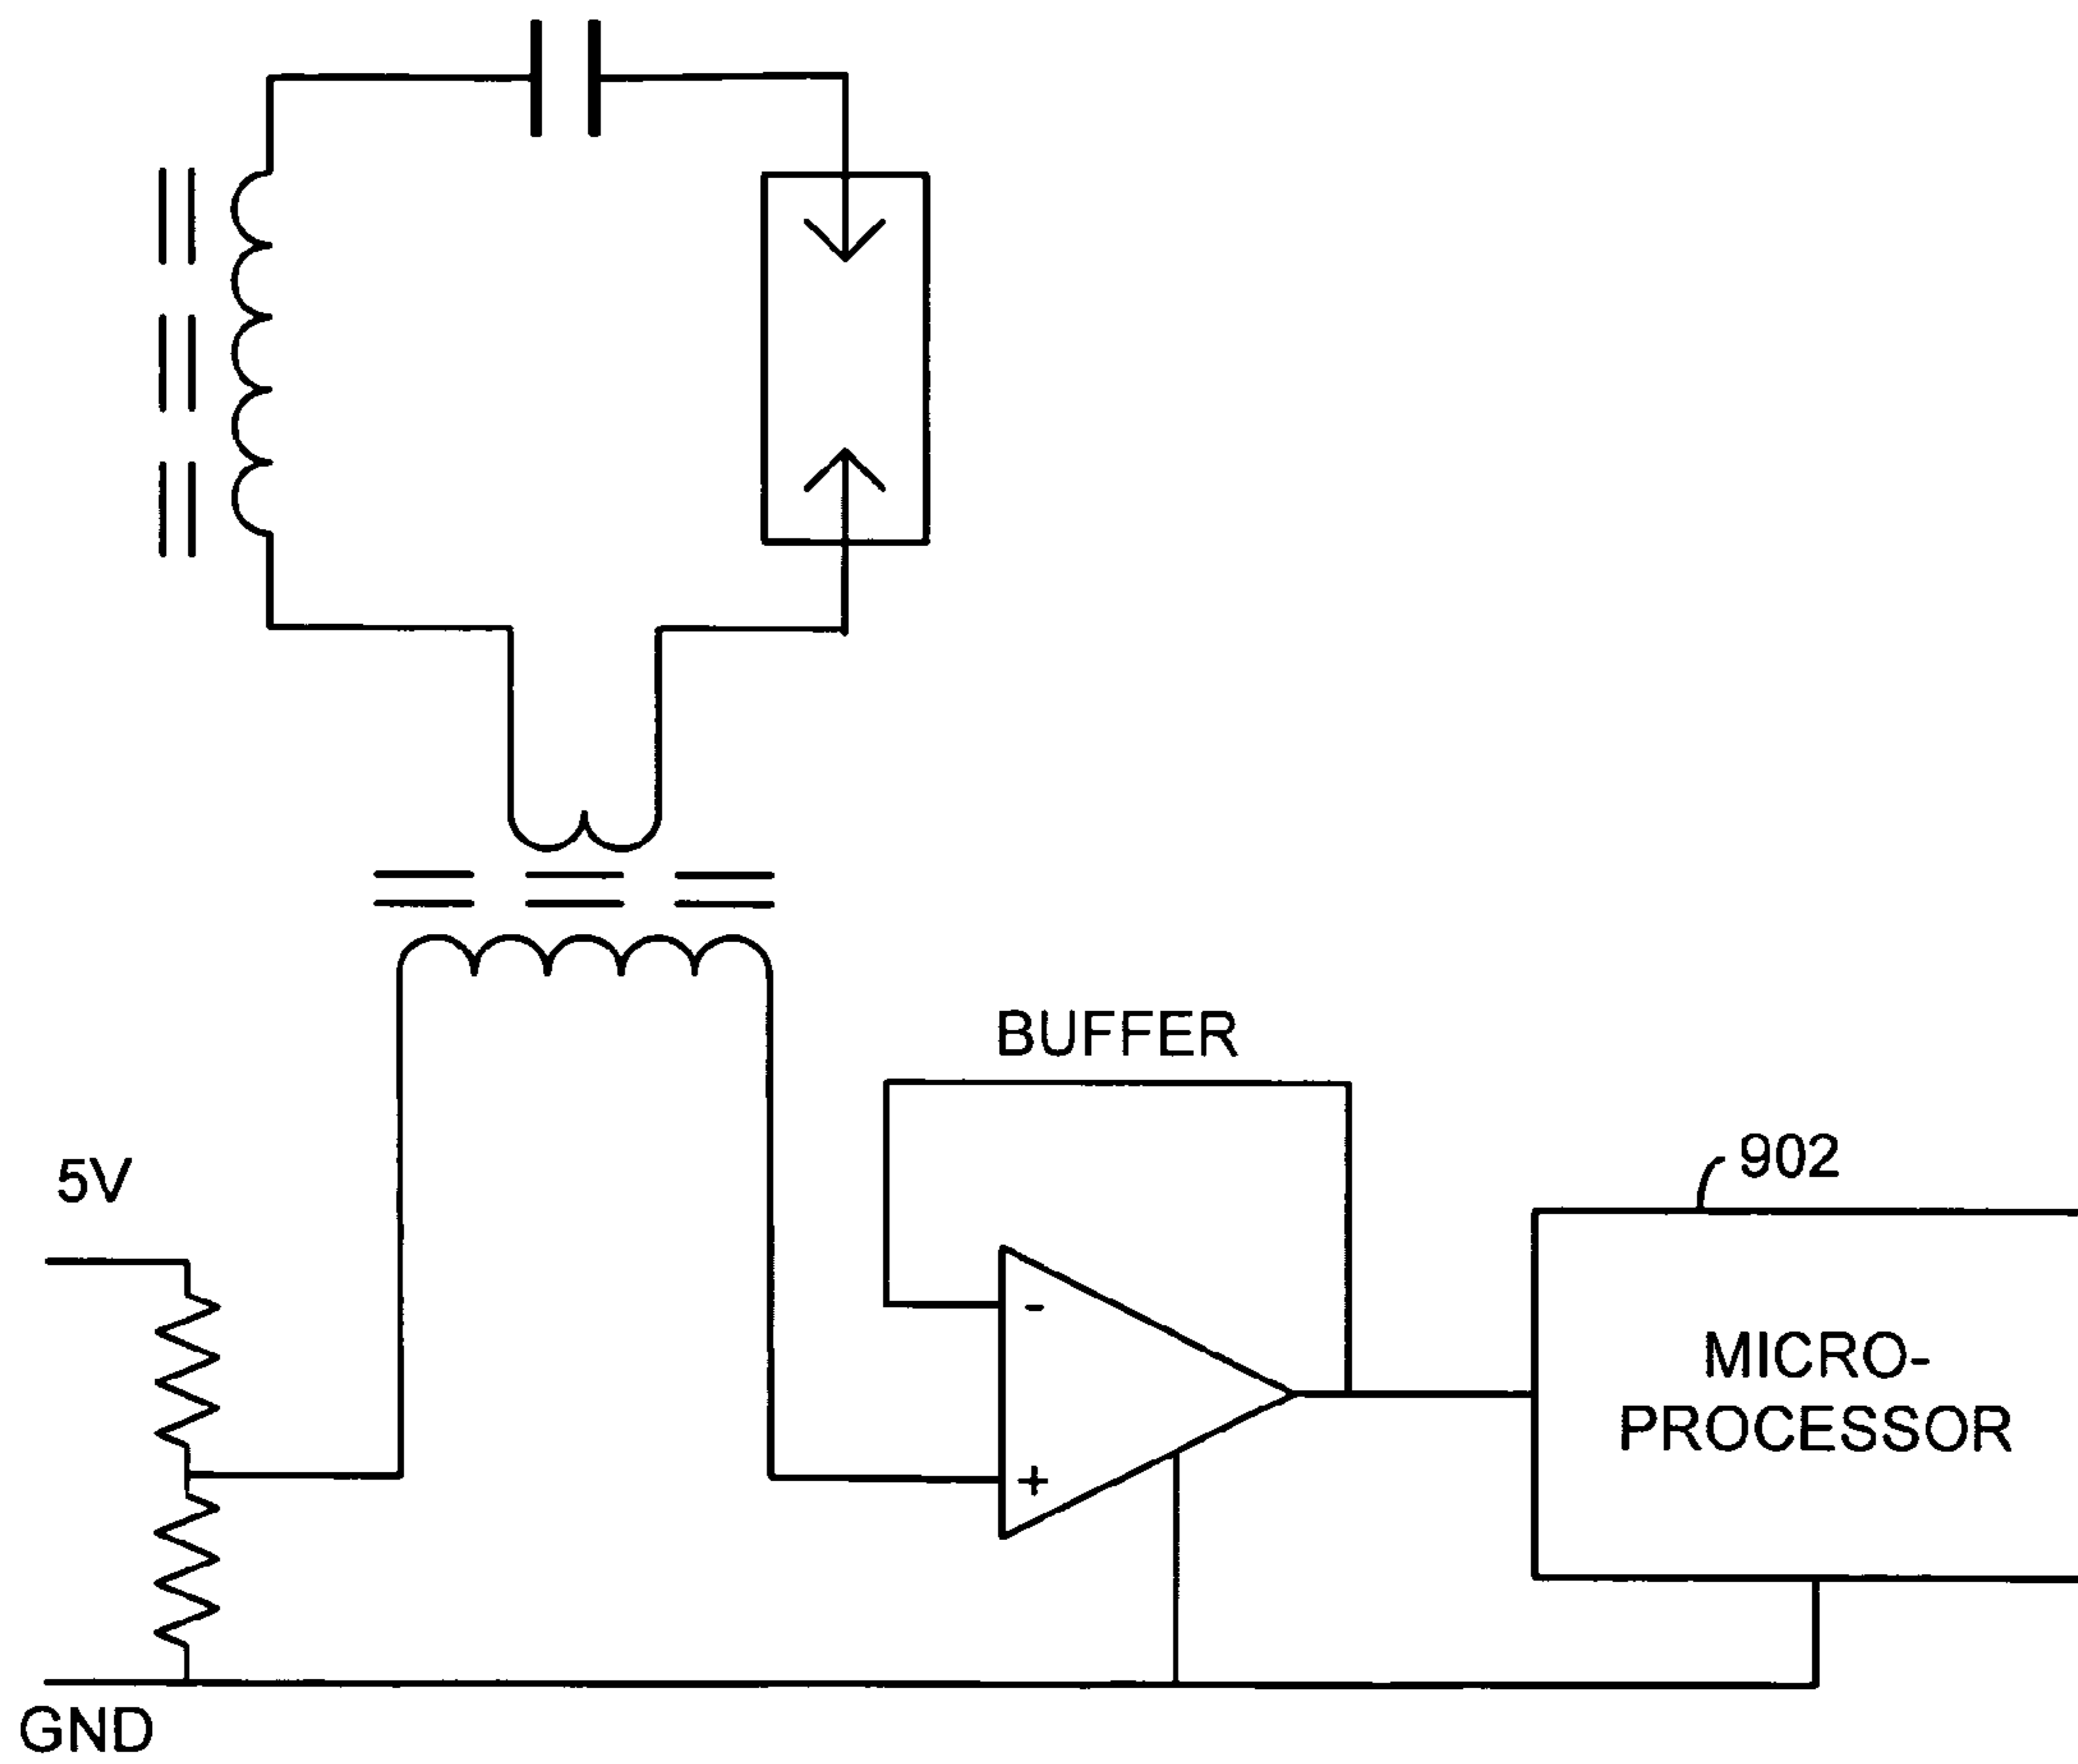 BUFFER
902
5V
-
MICRO-
PROCESSOR
+
GND